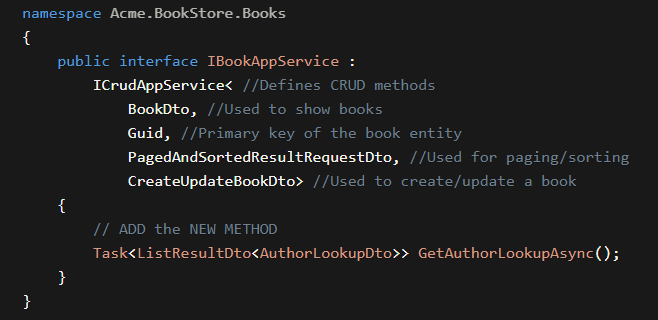 namespace Acme.BookStore.Books
{
    public interface IBookAppService :
        ICrudAppService< //Defines CRUD methods
            BookDto, //Used to show books
            Guid, //Primary key of the book entity
            PagedAndSortedResultRequestDto, //Used for paging/sorting
            CreateUpdateBookDto> //Used to create/update a book
    {
        // ADD the NEW METHOD
        Task<ListResultDto<AuthorLookupDto>> GetAuthorLookupAsync();
    }
}